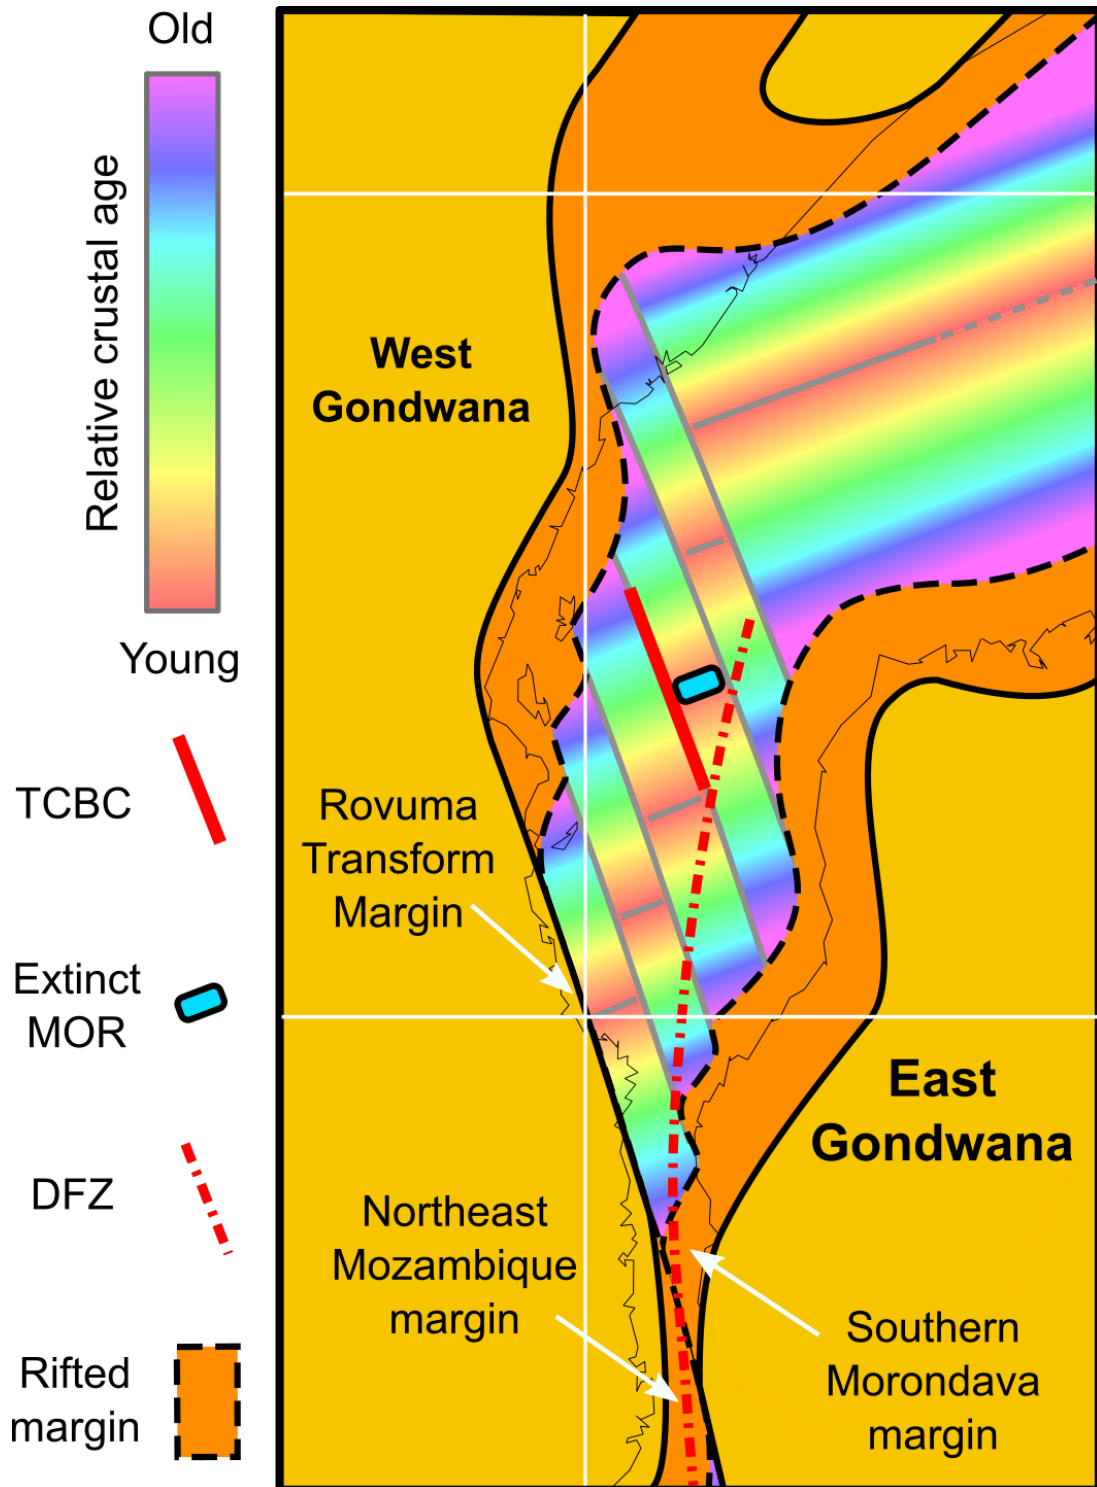 Old
Relative crustal age
Young
TCBC
Extinct
MOR
DFZ
Rifted
margin
West
Gondwana
Rovuma
Transform
Margin
East
Gondwana
Northeast
Mozambique
margin
Southern
Morondava
margin